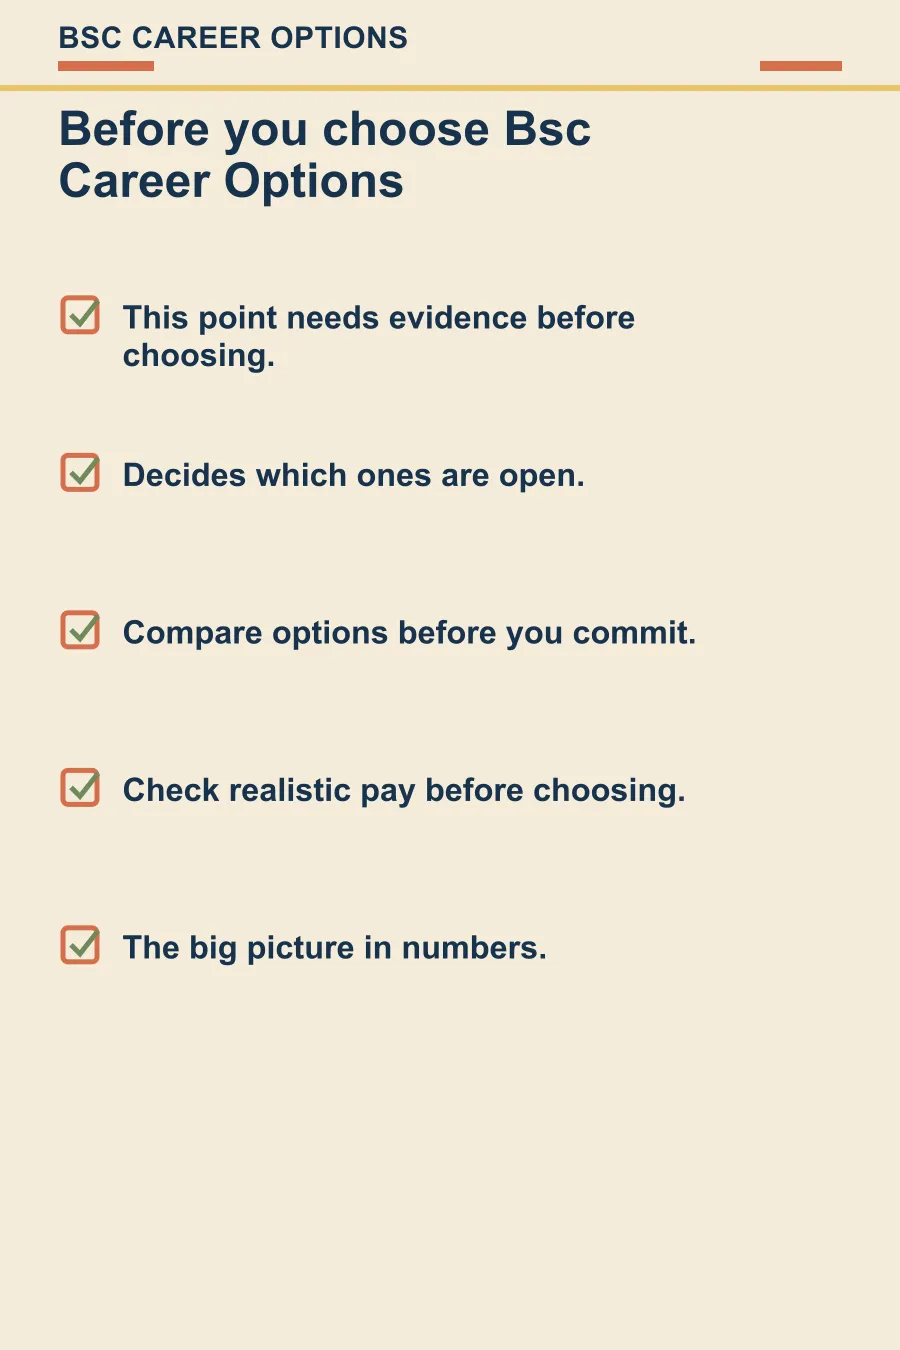 BSC CAREER OPTIONS
Before you choose Bsc
Career Options
This point needs evidence before
choosing.
Decides which ones are open.
Compare options before you commit.
Check realistic pay before choosing.
The big picture in numbers.